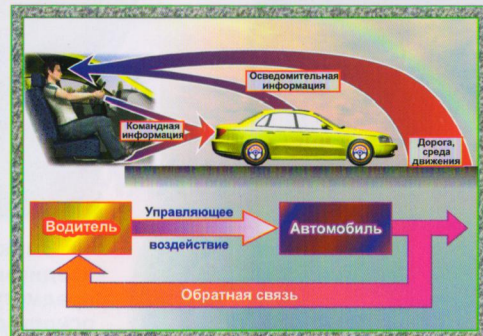 Осведомительная
информация
Командная
информация
Дорога,
среда
движения
Водитель
Управляющее
воздействие
Автомобиль
Обратная связь